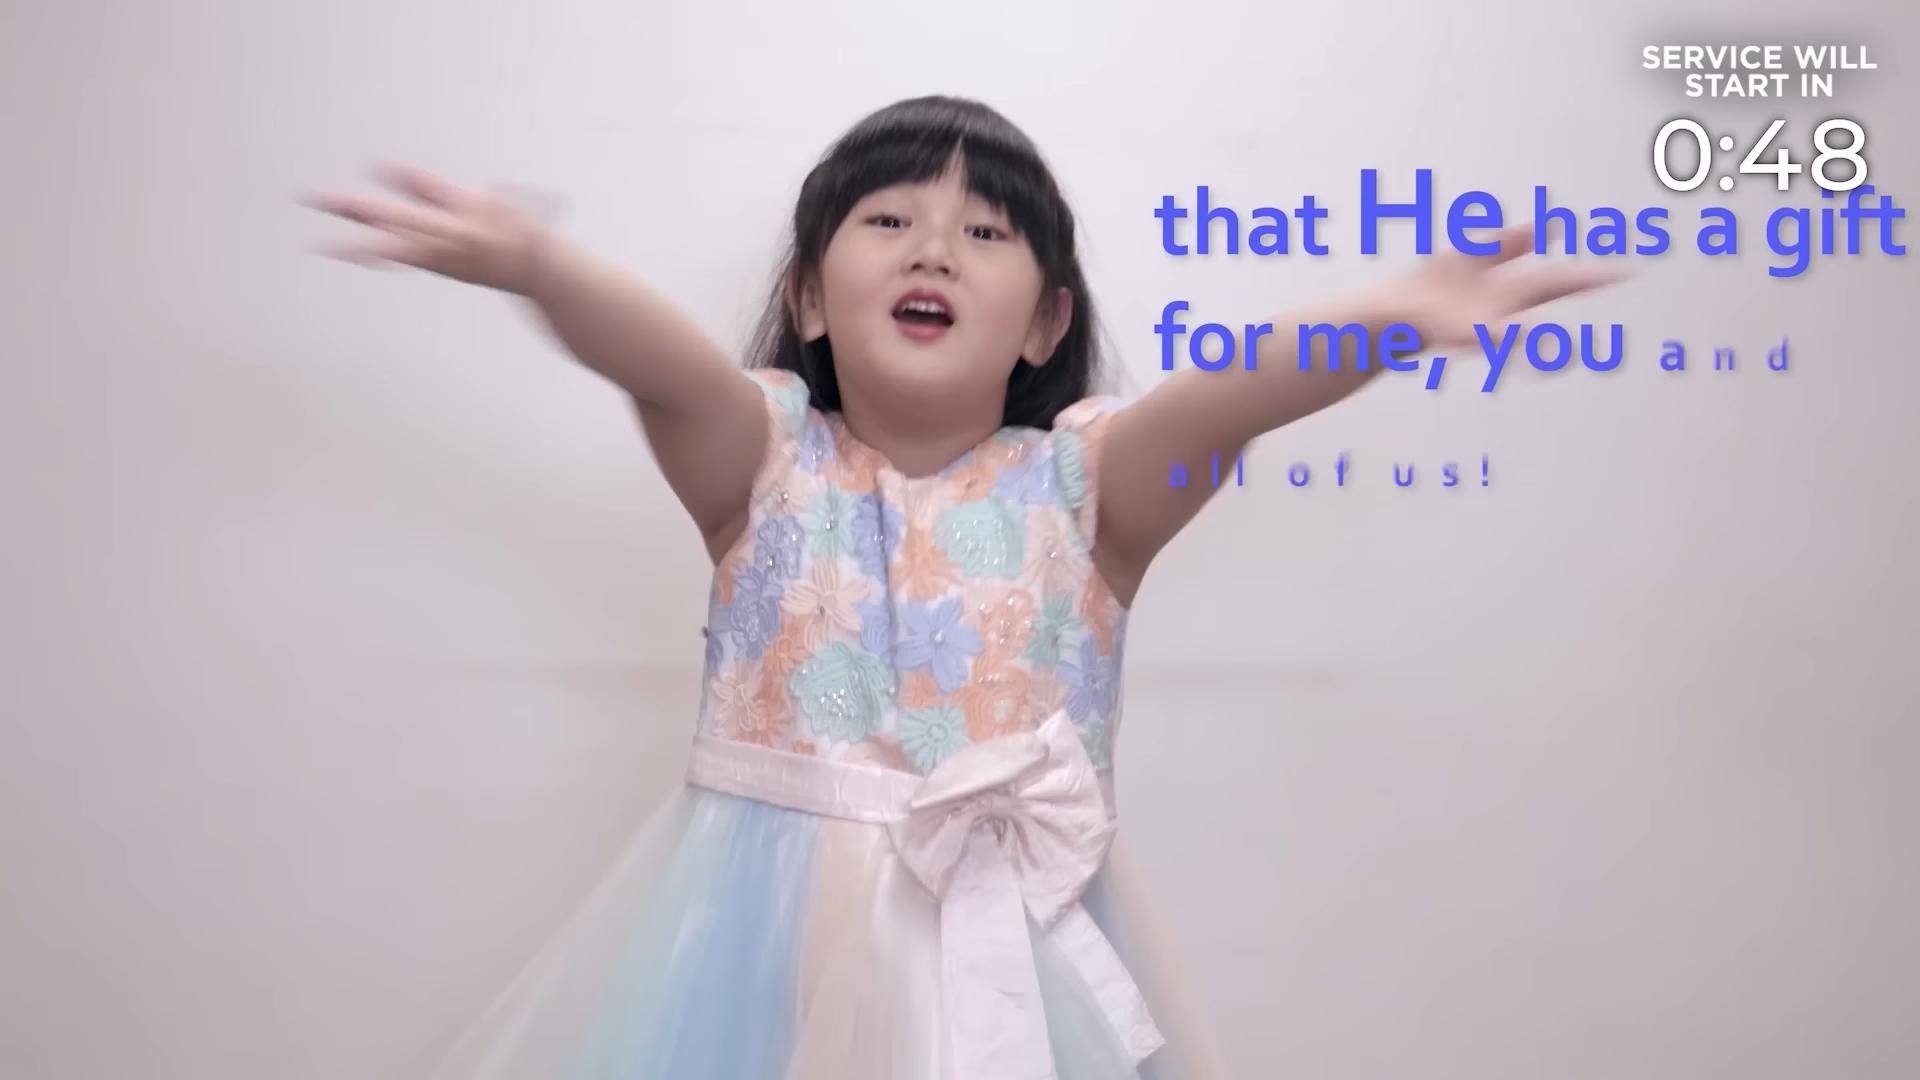 SERVICE WILL
START IN
0:48
that He has a gift
for me, you and
all of us!